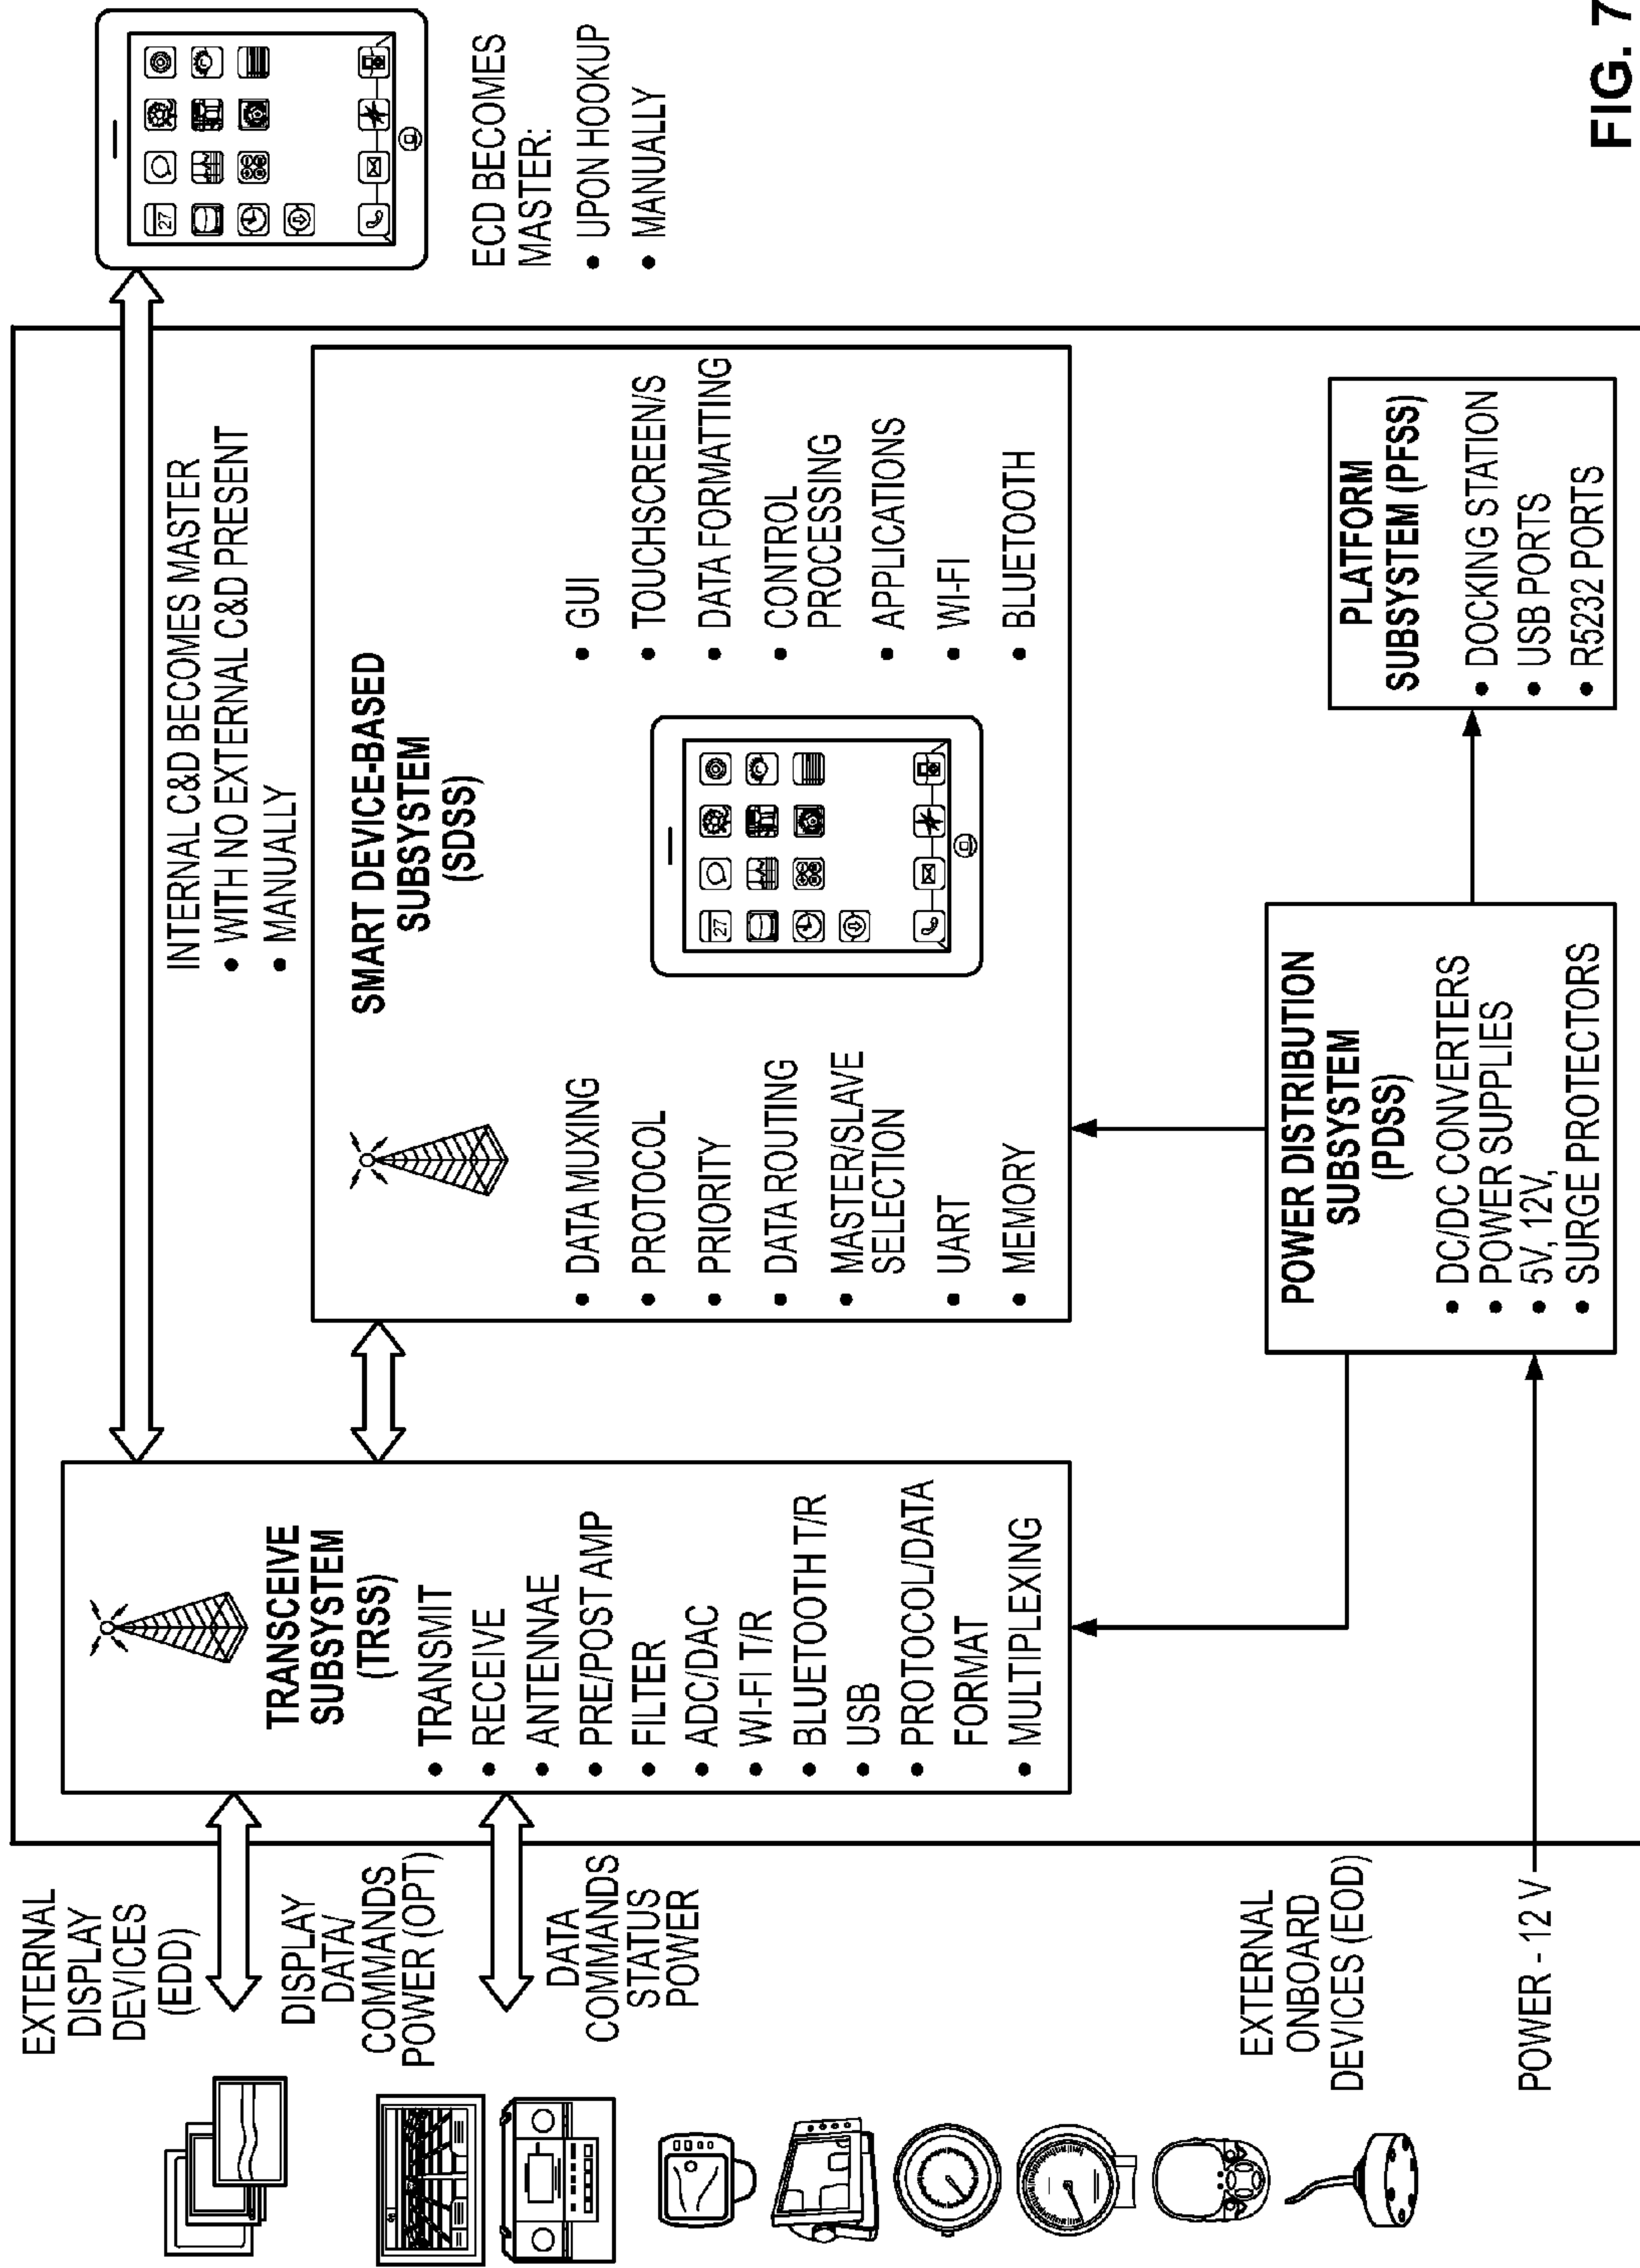 EXTERNAL
DISPLAY
DEVICES
(EDD)
DISPLAY
DATA/
COMMANDS
POWER (OPT)
DATA
COMMANDS
STATUS
POWER
EXTERNAL
ONBOARD
DEVICES (EOD)
POWER - 12 V
TRANSCEIVE
SUBSYSTEM
(TRSS)
• TRANSMIT
• RECEIVE
• ANTENNAE
• PRE/POST AMP
• FILTER
• ADC/DAC
• WI-FI T/R
• BLUETOOTH T/R
• USB
• PROTOCOL/DATA
FORMAT
• MULTIPLEXING
INTERNAL C&D BECOMES MASTER
• WITH NO EXTERNAL C&D PRESENT
• MANUALLY
SMART DEVICE-BASED
SUBSYSTEM
(SDSS)
• DATA MUXING
• PROTOCOL
• PRIORITY
• DATA ROUTING
• MASTER/SLAVE
SELECTION
• UART
• MEMORY
27
• GUI
• TOUCHSCREEN/S
• DATA FORMATTING
• CONTROL
PROCESSING
• APPLICATIONS
• WI-FI
• BLUETOOTH
POWER DISTRIBUTION
SUBSYSTEM
(PDSS)
• DC/DC CONVERTERS
• POWER SUPPLIES
• 5V, 12V,
• SURGE PROTECTORS
PLATFORM
SUBSYSTEM (PFSS)
• DOCKING STATION
• USB PORTS
• R5232 PORTS
27
ECD BECOMES
MASTER:
• UPON HOOKUP
• MANUALLY
FIG. 7